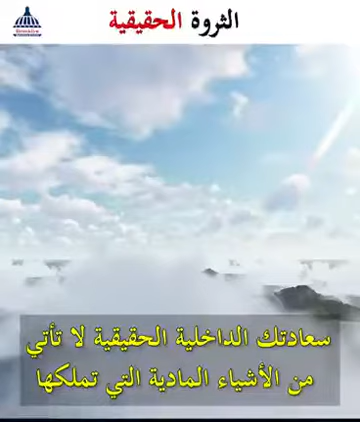 الثروة الحقيقية
سعادتك الداخلية الحقيقية لا تأتي
من الأشياء المادية التي تملكها